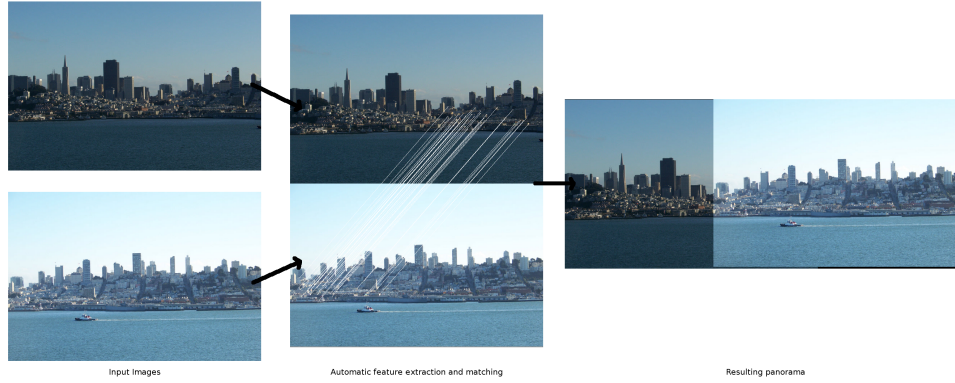 Input Images
Automatic feature extraction and matching
Resulting panorama